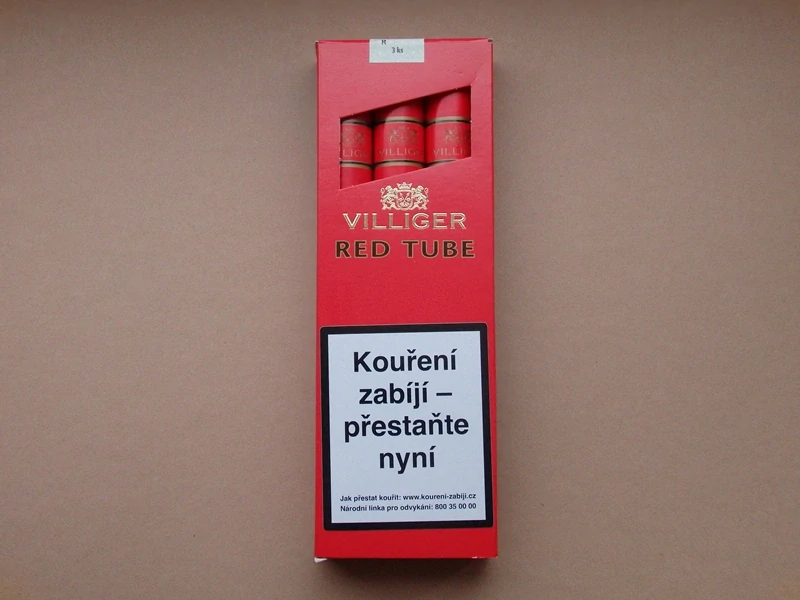 3 ks
VILLIGER
VILLIGER
RED TUBE
Kouření
zabíjí –
přestaňte
nyní
Jak přestat kouřit: www.koureni-zabiji.cz
Národní linka pro odvykání: 800 35 00 00